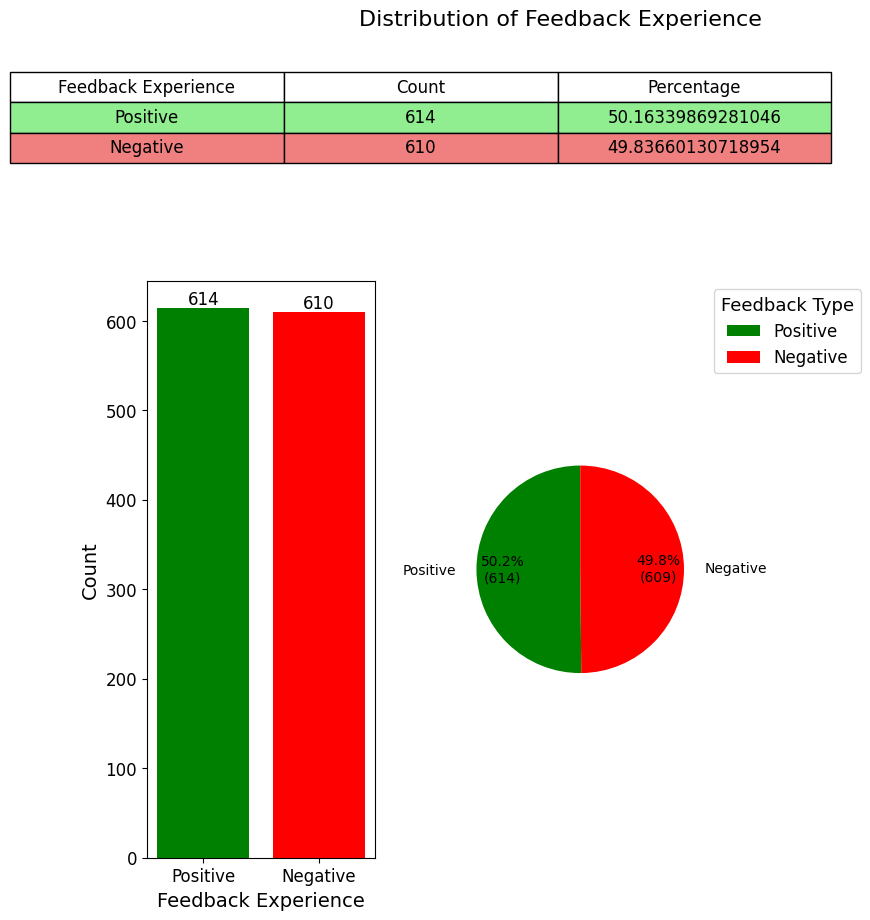 Distribution of Feedback Experience
Feedback Experience Count Percentage
Positive 614 50.16339869281046
Negative 610 49.83660130718954
614
610
600
500
400
300
200
100
0
Count
Positive Negative
Feedback Experience
Feedback Type
Positive
Negative
Positive
50.2%
(614)
49.8%
(609)
Negative